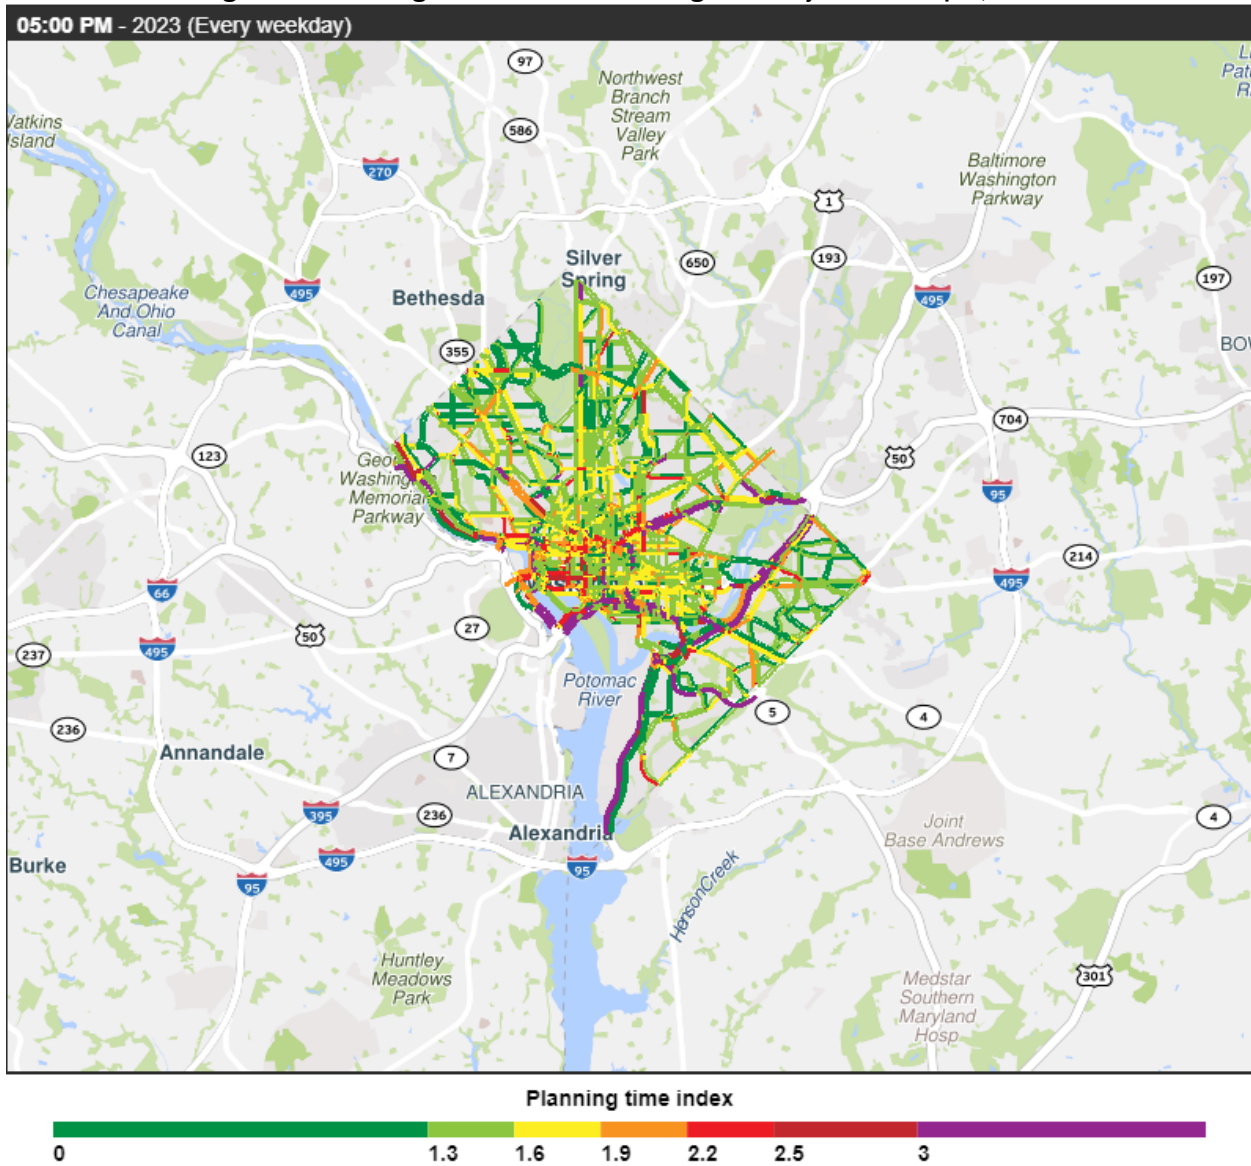 05:00 PM - 2023 (Every weekday)
97
Northwest
Branch
Stream
Valley
Park
586
270
Baltimore
Washington
Parkway
1
Silver
Spring
650
193
197
495
Chesapeake
And Ohio
Canal
Bethesda
495
355
704
123
50
Memorial
Parkway
95
214
66
495
27
50
237
495
Potomac
River
5
4
236
Annandale
7
ALEXANDRIA
395
236
Alexandria
Joint
Base Andrews
4
Burke
495
95
95
HensonCreek
Huntley
Meadows
Park
Medstar
Southern
Maryland
Hosp
301
Planning time index
0 1.3 1.6 1.9 2.2 2.5 3